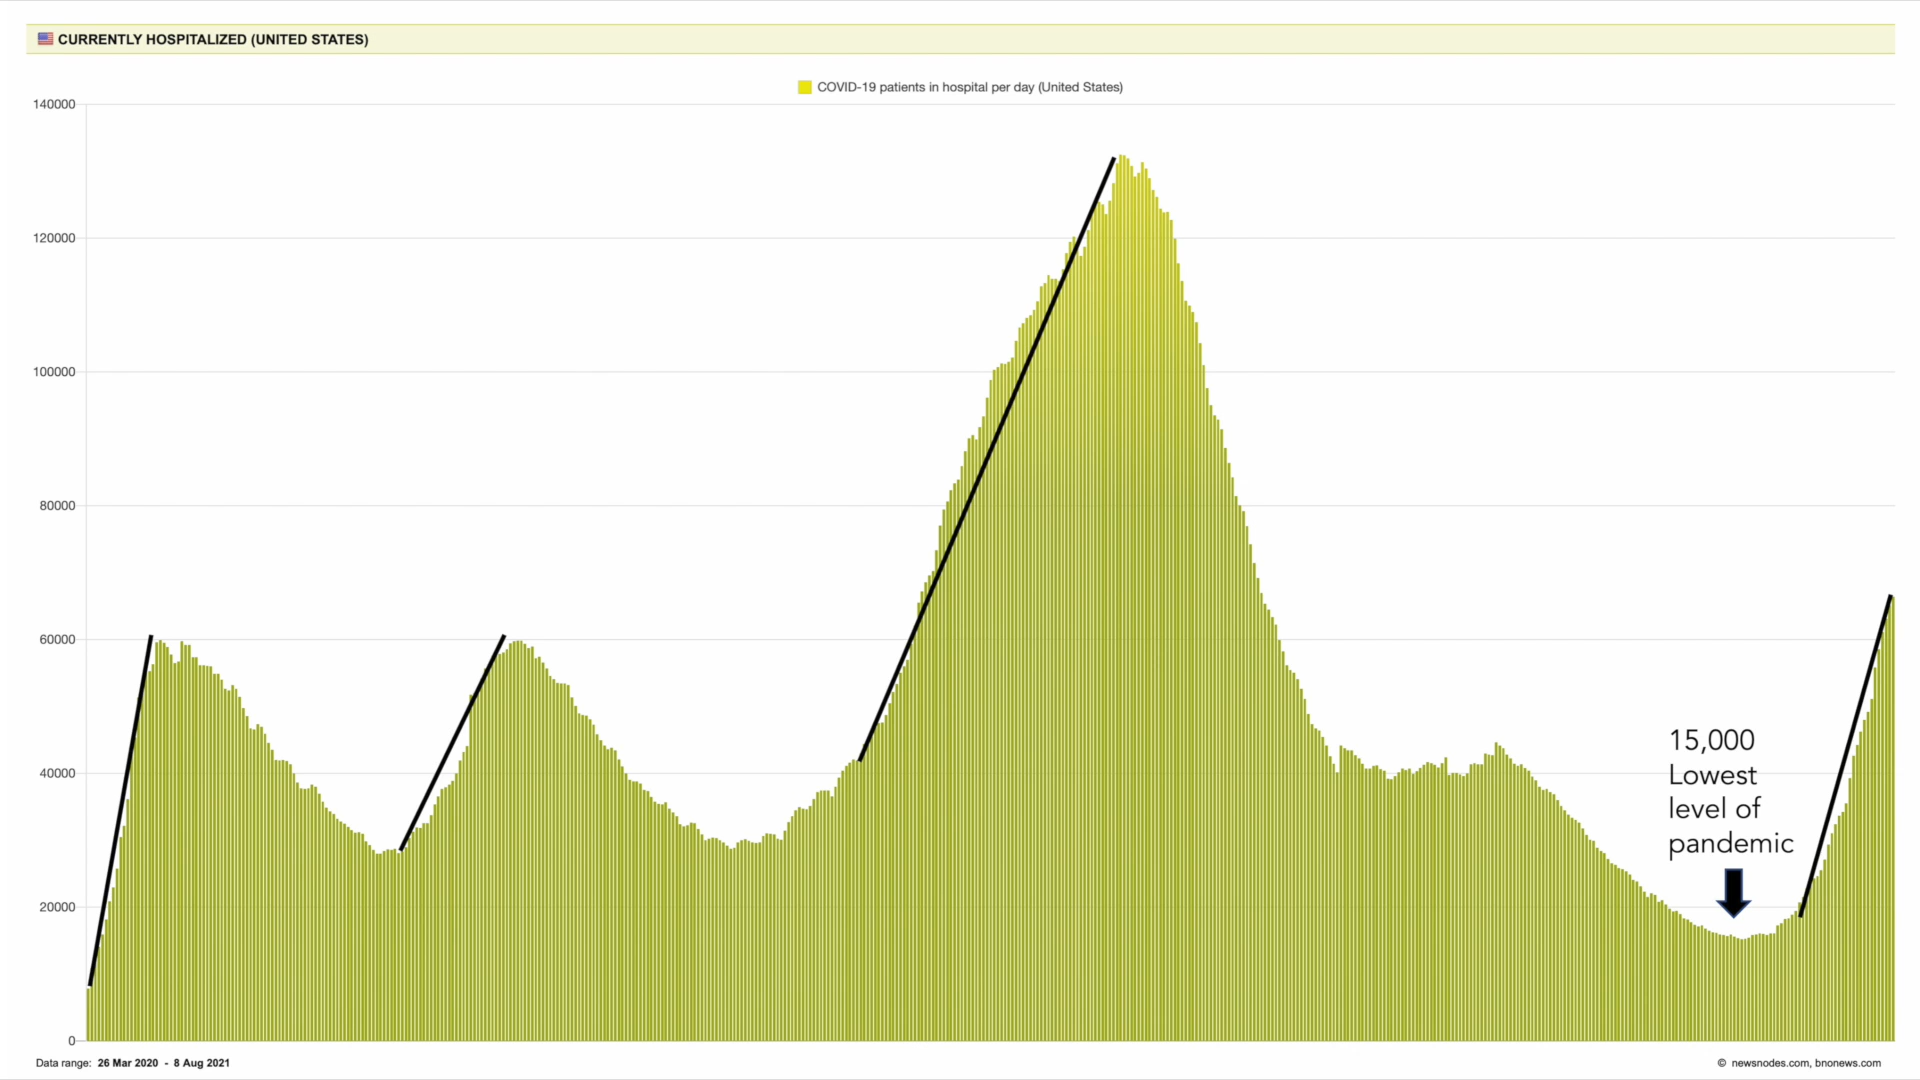 CURRENTLY HOSPITALIZED (UNITED STATES)
COVID-19 patients in hospital per day (United States)
140000
120000
100000
80000
60000
40000
20000
0
15,000
Lowest
level of
pandemic
Data range: 26 Mar 2020 - 8 Aug 2021
© newsnodes.com, bnonews.com